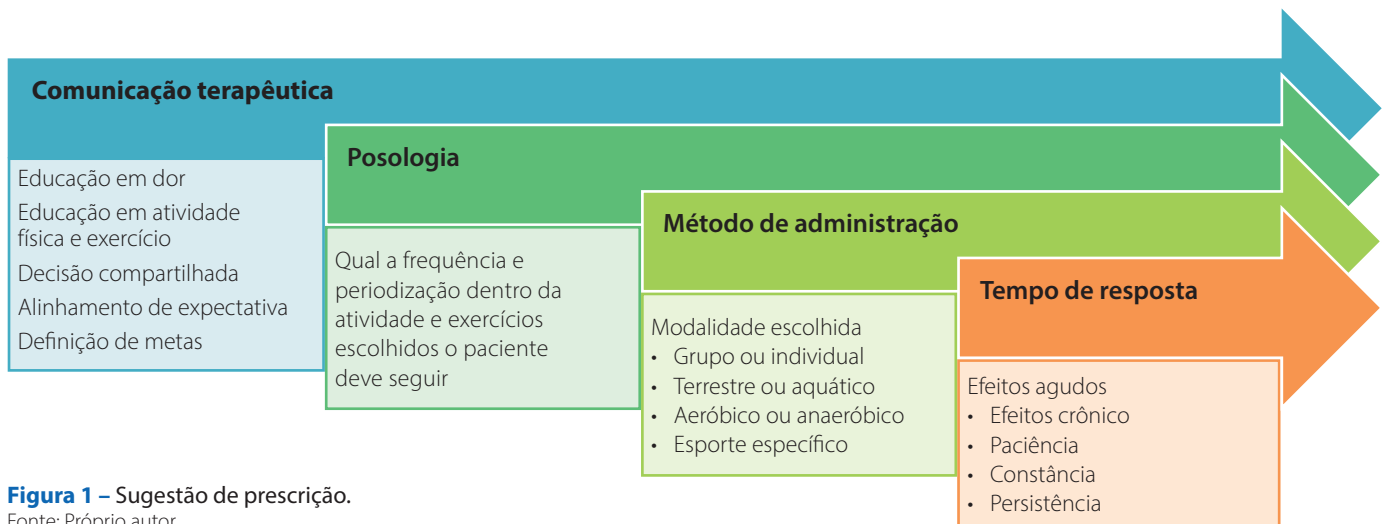 Comunicação terapêutica
Educação em dor
Educação em atividade
física e exercício
Decisão compartilhada
Alinhamento de expectativa
Definição de metas
Posologia
Qual a frequência e
periodização dentro da
atividade e exercícios
escolhidos o paciente
deve seguir
Método de administração
Modalidade escolhida
• Grupo ou individual
• Terrestre ou aquático
• Aeróbico ou anaeróbico
• Esporte específico
Tempo de resposta
Efeitos agudos
• Efeitos crônico
• Paciência
• Constância
• Persistência
Figura 1 – Sugestão de prescrição.
Fonte: Próprio autor